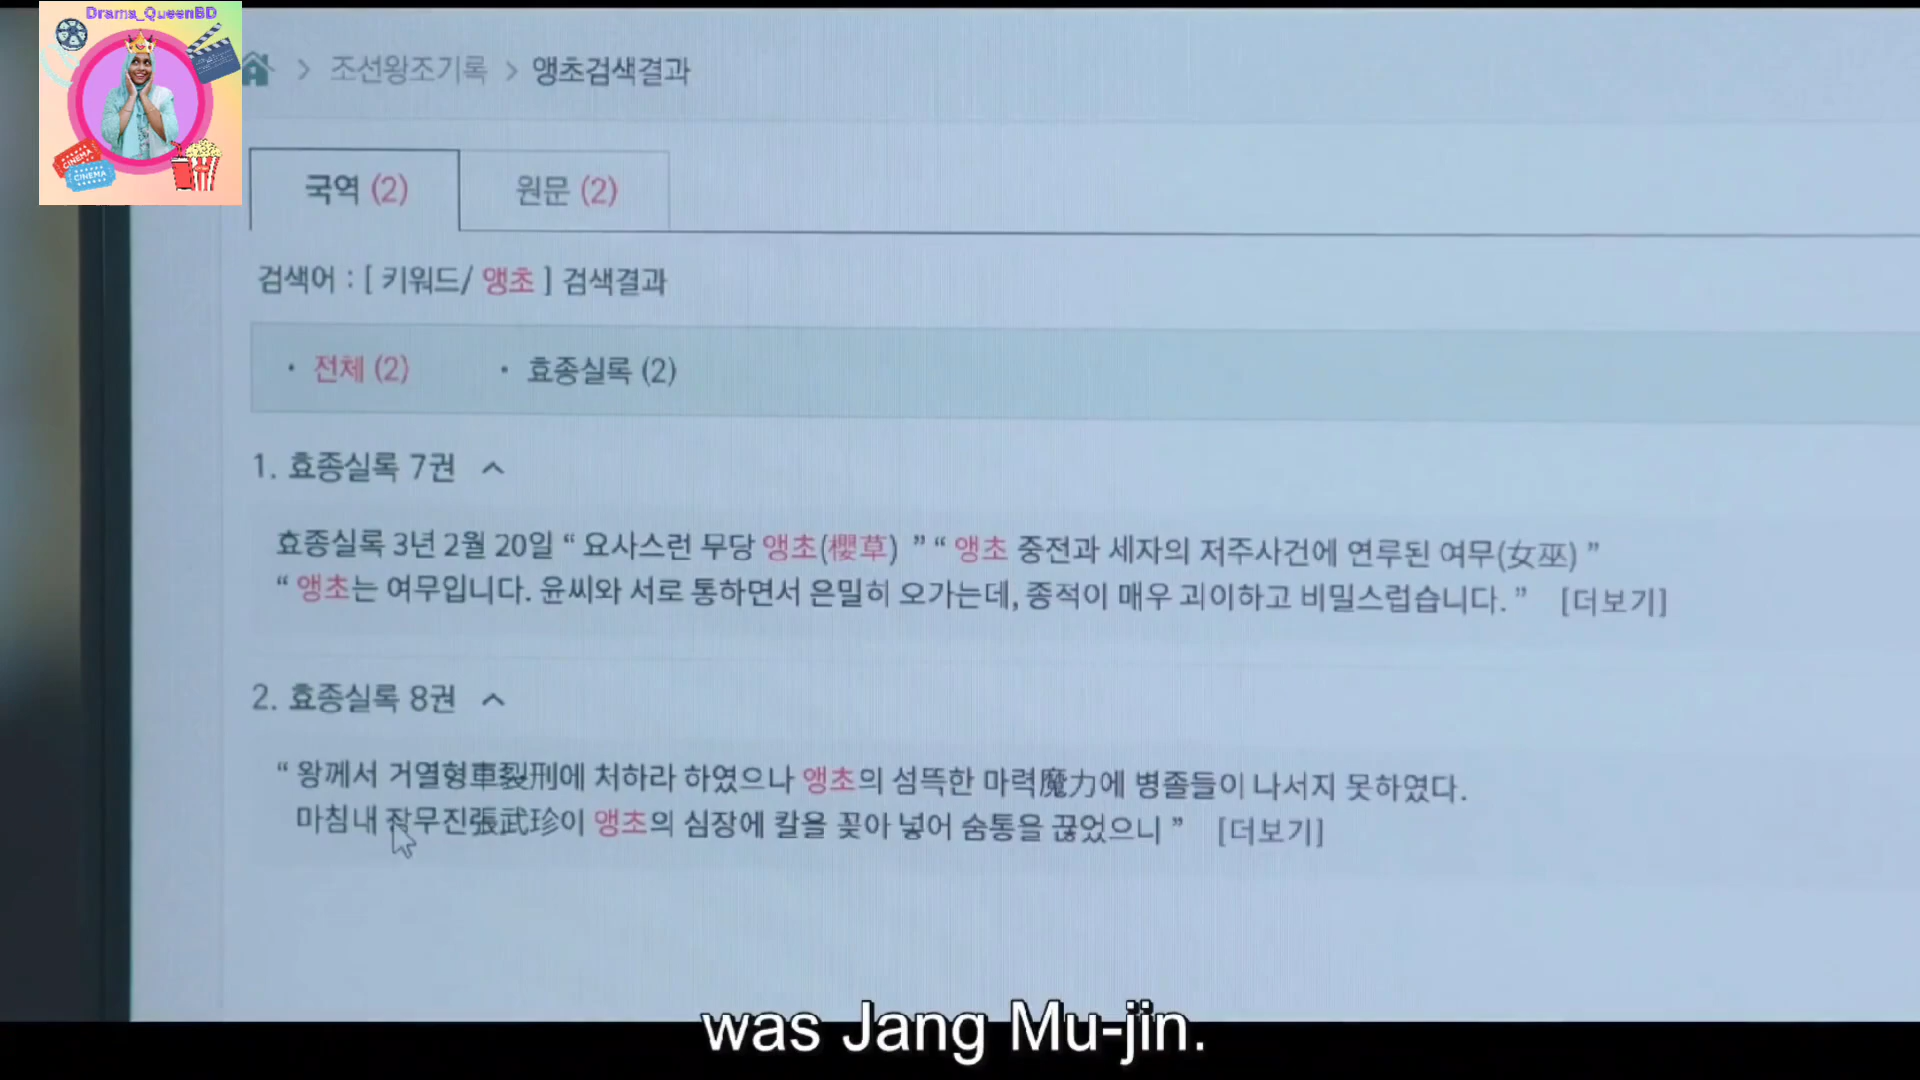 Drama_QueenBD
CINEMA
CINEMA
> 조선왕조기록 > 앵초검색결과
국역 (2) 원문 (2)
검색어 : [ 키워드/ 앵초 ] 검색결과
· 전체 (2) · 효종실록 (2)
1. 효종실록 7권
효종실록 3년 2월 20일 “ 요사스런 무당 앵초(櫻草) ” “ 앵초 중전과 세자의 저주사건에 연루된 여무(女巫) ”
“ 앵초는 여무입니다. 윤씨와 서로 통하면서 은밀히 오가는데, 종적이 매우 괴이하고 비밀스럽습니다. ” [더보기]
2. 효종실록 8권
“ 왕께서 거열형車裂刑에 처하라 하였으나 앵초의 섬뜩한 마력魔力에 병졸들이 나서지 못하였다.
마침내 장무진張武珍이 앵초의 심장에 칼을 꽂아 넣어 숨통을 끊었으니 ” [더보기]
was Jang Mu-jin.